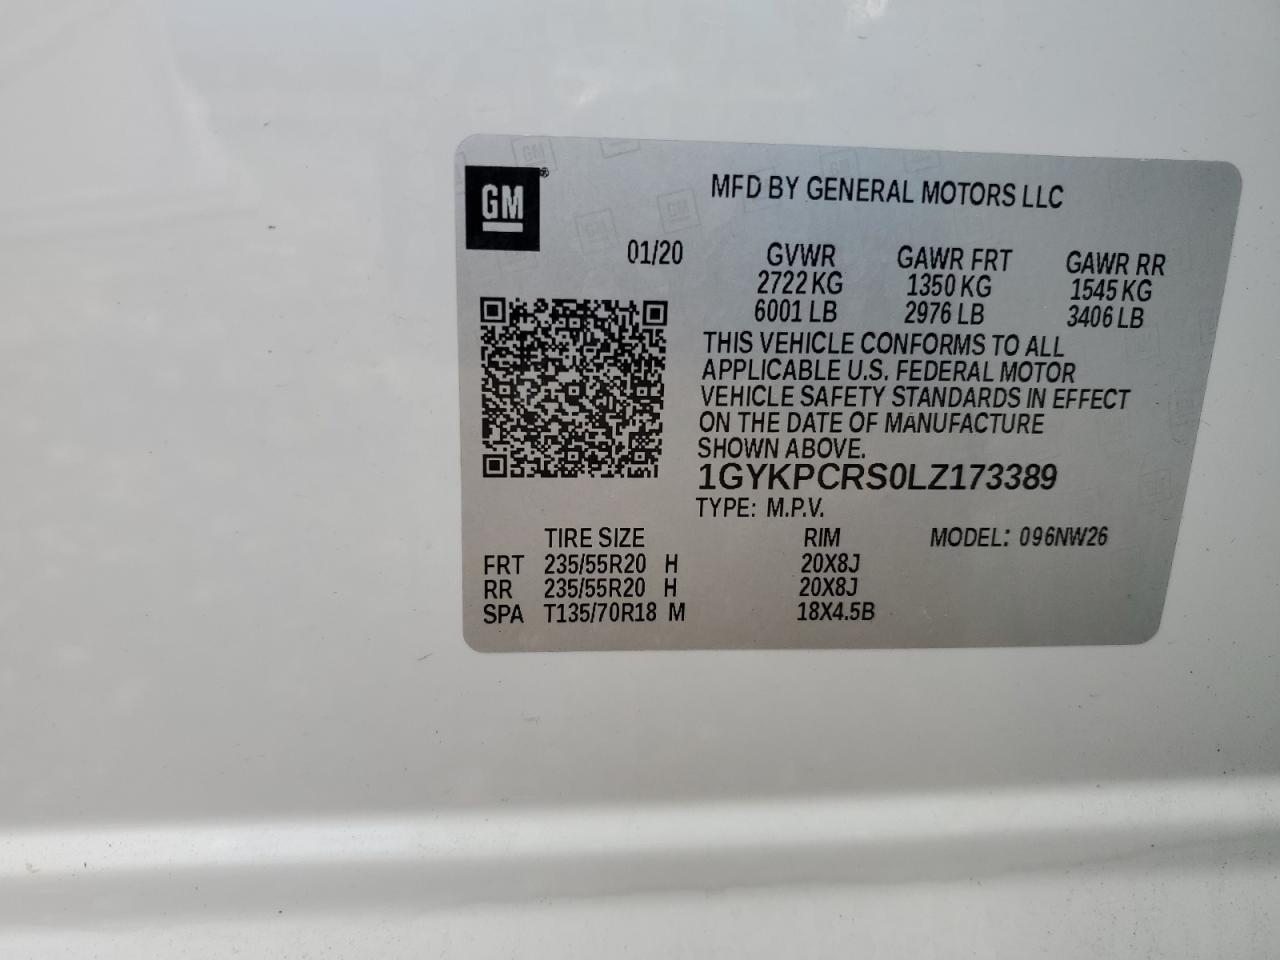 GM
MFD BY GENERAL MOTORS LLC
01/20 GVWR GAWR FRT GAWR RR
2722 KG 1350 KG 1545 KG
6001 LB 2976 LB 3406 LB
THIS VEHICLE CONFORMS TO ALL
APPLICABLE U.S. FEDERAL MOTOR
VEHICLE SAFETY STANDARDS IN EFFECT
ON THE DATE OF MANUFACTURE
SHOWN ABOVE.
1GYKPCRS0LZ173389
TYPE: M.P.V.
TIRE SIZE RIM MODEL: 096NW26
FRT 235/55R20 H 20X8J
RR 235/55R20 H 20X8J
SPA T135/70R18 M 18X4.5B